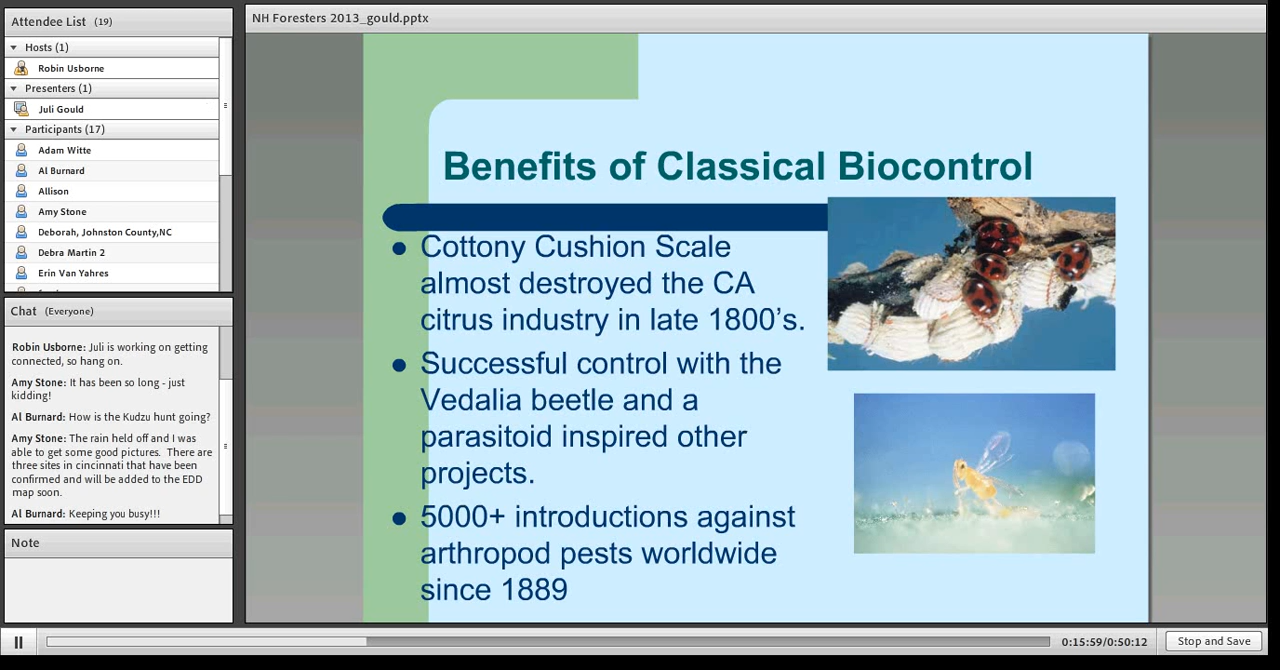 Attendee List (19)
Hosts (1)
Robin Usborne
Presenters (1)
Juli Gould
Participants (17)
Adam Witte
Al Burnard
Allison
Amy Stone
Deborah, Johnston County,NC
Debra Martin 2
Erin Van Yahres
Chat (Everyone)
Robin Usborne: Juli is working on getting
connected, so hang on.
Amy Stone: It has been so long - just
kidding!
Al Burnard: How is the Kudzu hunt going?
Amy Stone: The rain held off and I was
able to get some good pictures. There are
three sites in cincinnati that have been
confirmed and will be added to the EDD
map soon.
Al Burnard: Keeping you busy!!!
Note
NH Foresters 2013_gould.pptx
Benefits of Classical Biocontrol
● Cottony Cushion Scale
almost destroyed the CA
citrus industry in late 1800’s.
● Successful control with the
Vedalia beetle and a
parasitoid inspired other
projects.
● 5000+ introductions against
arthropod pests worldwide
since 1889
0:15:59/0:50:12
Stop and Save